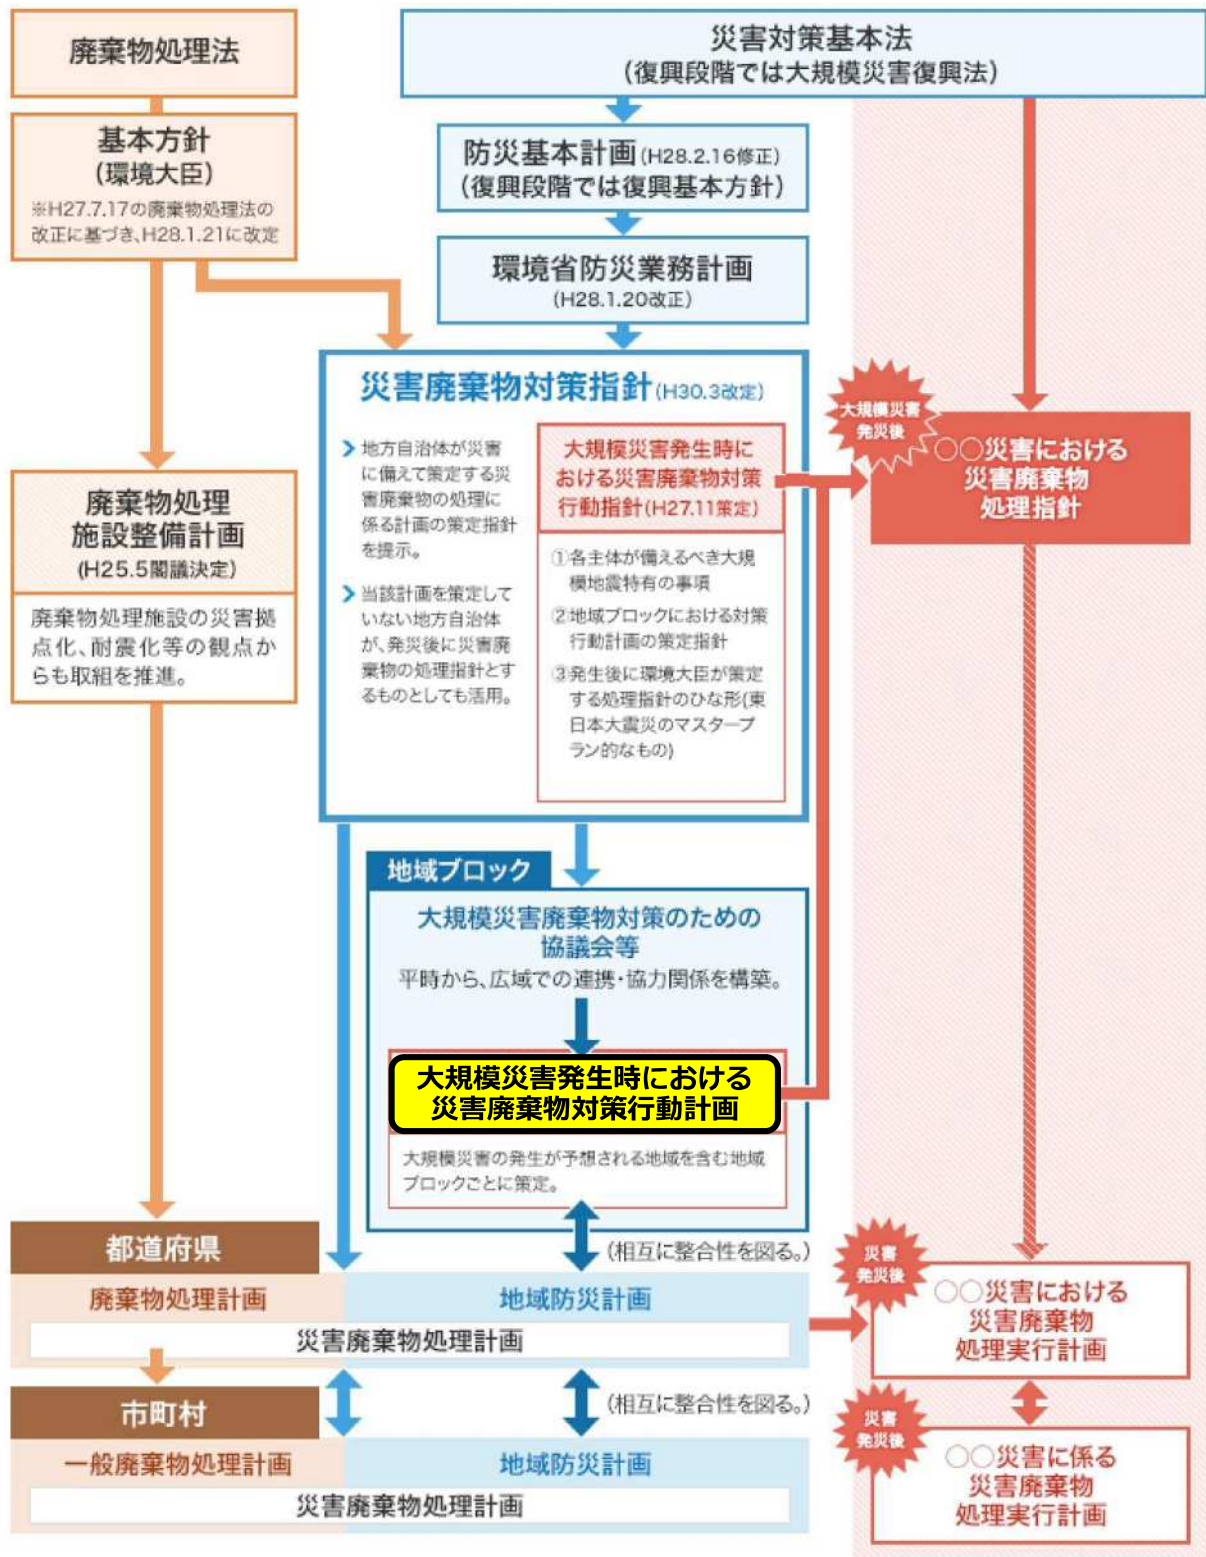 廃棄物処理法
基本方針
(環境大臣)
※H27.7.17の廃棄物処理法の
改正に基づき、H28.1.21に改定
災害対策基本法
(復興段階では大規模災害復興法)
防災基本計画(H28.2.16修正)
(復興段階では復興基本方針)
環境省防災業務計画
(H28.1.20改正)
廃棄物処理
施設整備計画
(H25.5閣議決定)
廃棄物処理施設の災害拠
点化、耐震化等の観点か
らも取組を推進。
災害廃棄物対策指針(H30.3改定)
地方自治体が災害
に備えて策定する災
害廃棄物の処理に
係る計画の策定指針
を提示。
当該計画を策定して
いない地方自治体
が、発災後に災害廃
棄物の処理指針とす
るものとしても活用。
大規模災害発生時に
おける災害廃棄物対策
行動指針(H27.11策定)
①各主体が備えるべき大規
模地震特有の事項
②地域ブロックにおける対策
行動計画の策定指針
③発生後に環境大臣が策定
する処理指針のひな形(東
日本大震災のマスタープ
ラン的なもの)
大規模災害
発災後
○○災害における
災害廃棄物
処理指針
地域ブロック
大規模災害廃棄物対策のための
協議会等
平時から、広域での連携・協力関係を構築。
大規模災害発生時における
災害廃棄物対策行動計画
大規模災害の発生が予想される地域を含む地域
ブロックごとに策定。
(相互に整合性を図る。)
都道府県
廃棄物処理計画
地域防災計画
災害廃棄物処理計画
災害
発災後
○○災害における
災害廃棄物
処理実行計画
(相互に整合性を図る。)
市町村
一般廃棄物処理計画
地域防災計画
災害廃棄物処理計画
災害
発災後
○○災害に係る
災害廃棄物
処理実行計画